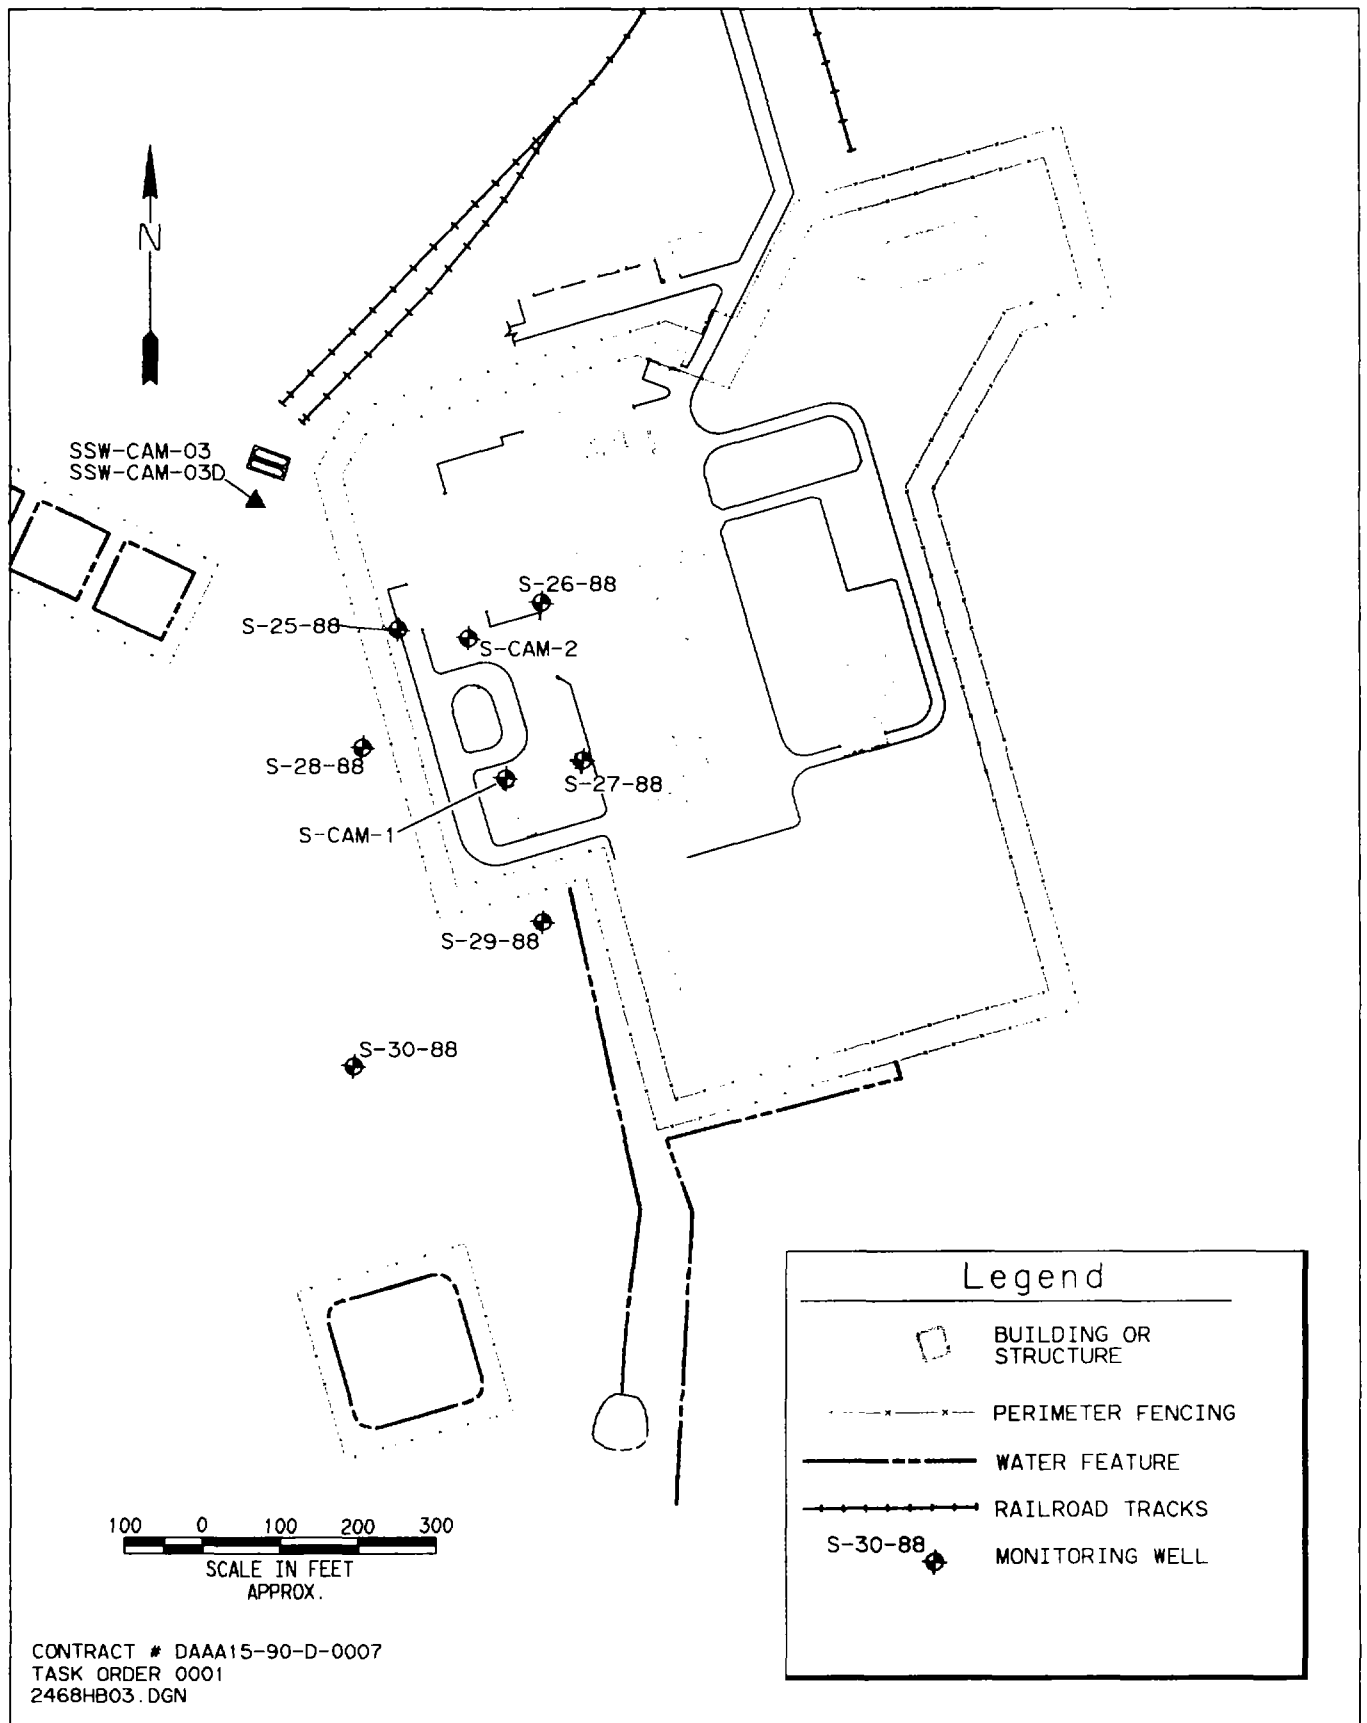 N
SSW-CAM-03
SSW-CAM-03D
S-26-88
S-25-88
S-CAM-2
S-28-88
S-27-88
S-CAM-1
S-29-88
S-30-88
Legend
BUILDING OR
STRUCTURE
PERIMETER FENCING
WATER FEATURE
RAILROAD TRACKS
S-30-88
MONITORING WELL
100 0 100 200 300
SCALE IN FEET
APPROX.
CONTRACT # DAAA15-90-D-0007
TASK ORDER 0001
2468HB03.DGN